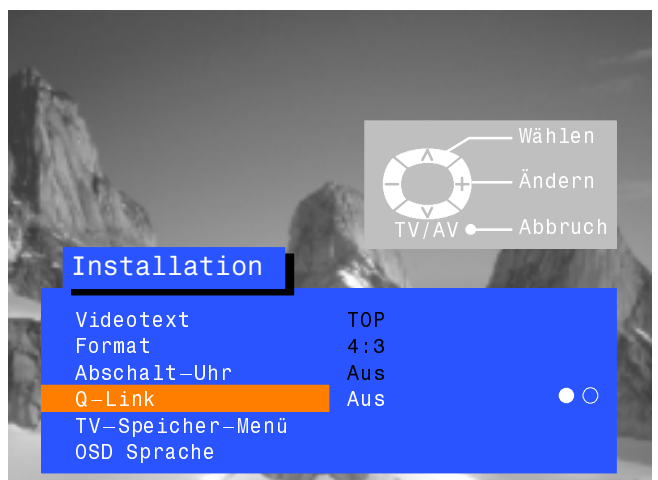 Wählen
Ändern
TV/AV Abbruch
Installation
Videotext TOP
Format 4:3
Abschalt–Uhr Aus
Q–Link Aus
TV–Speicher–Menü
OSD Sprache